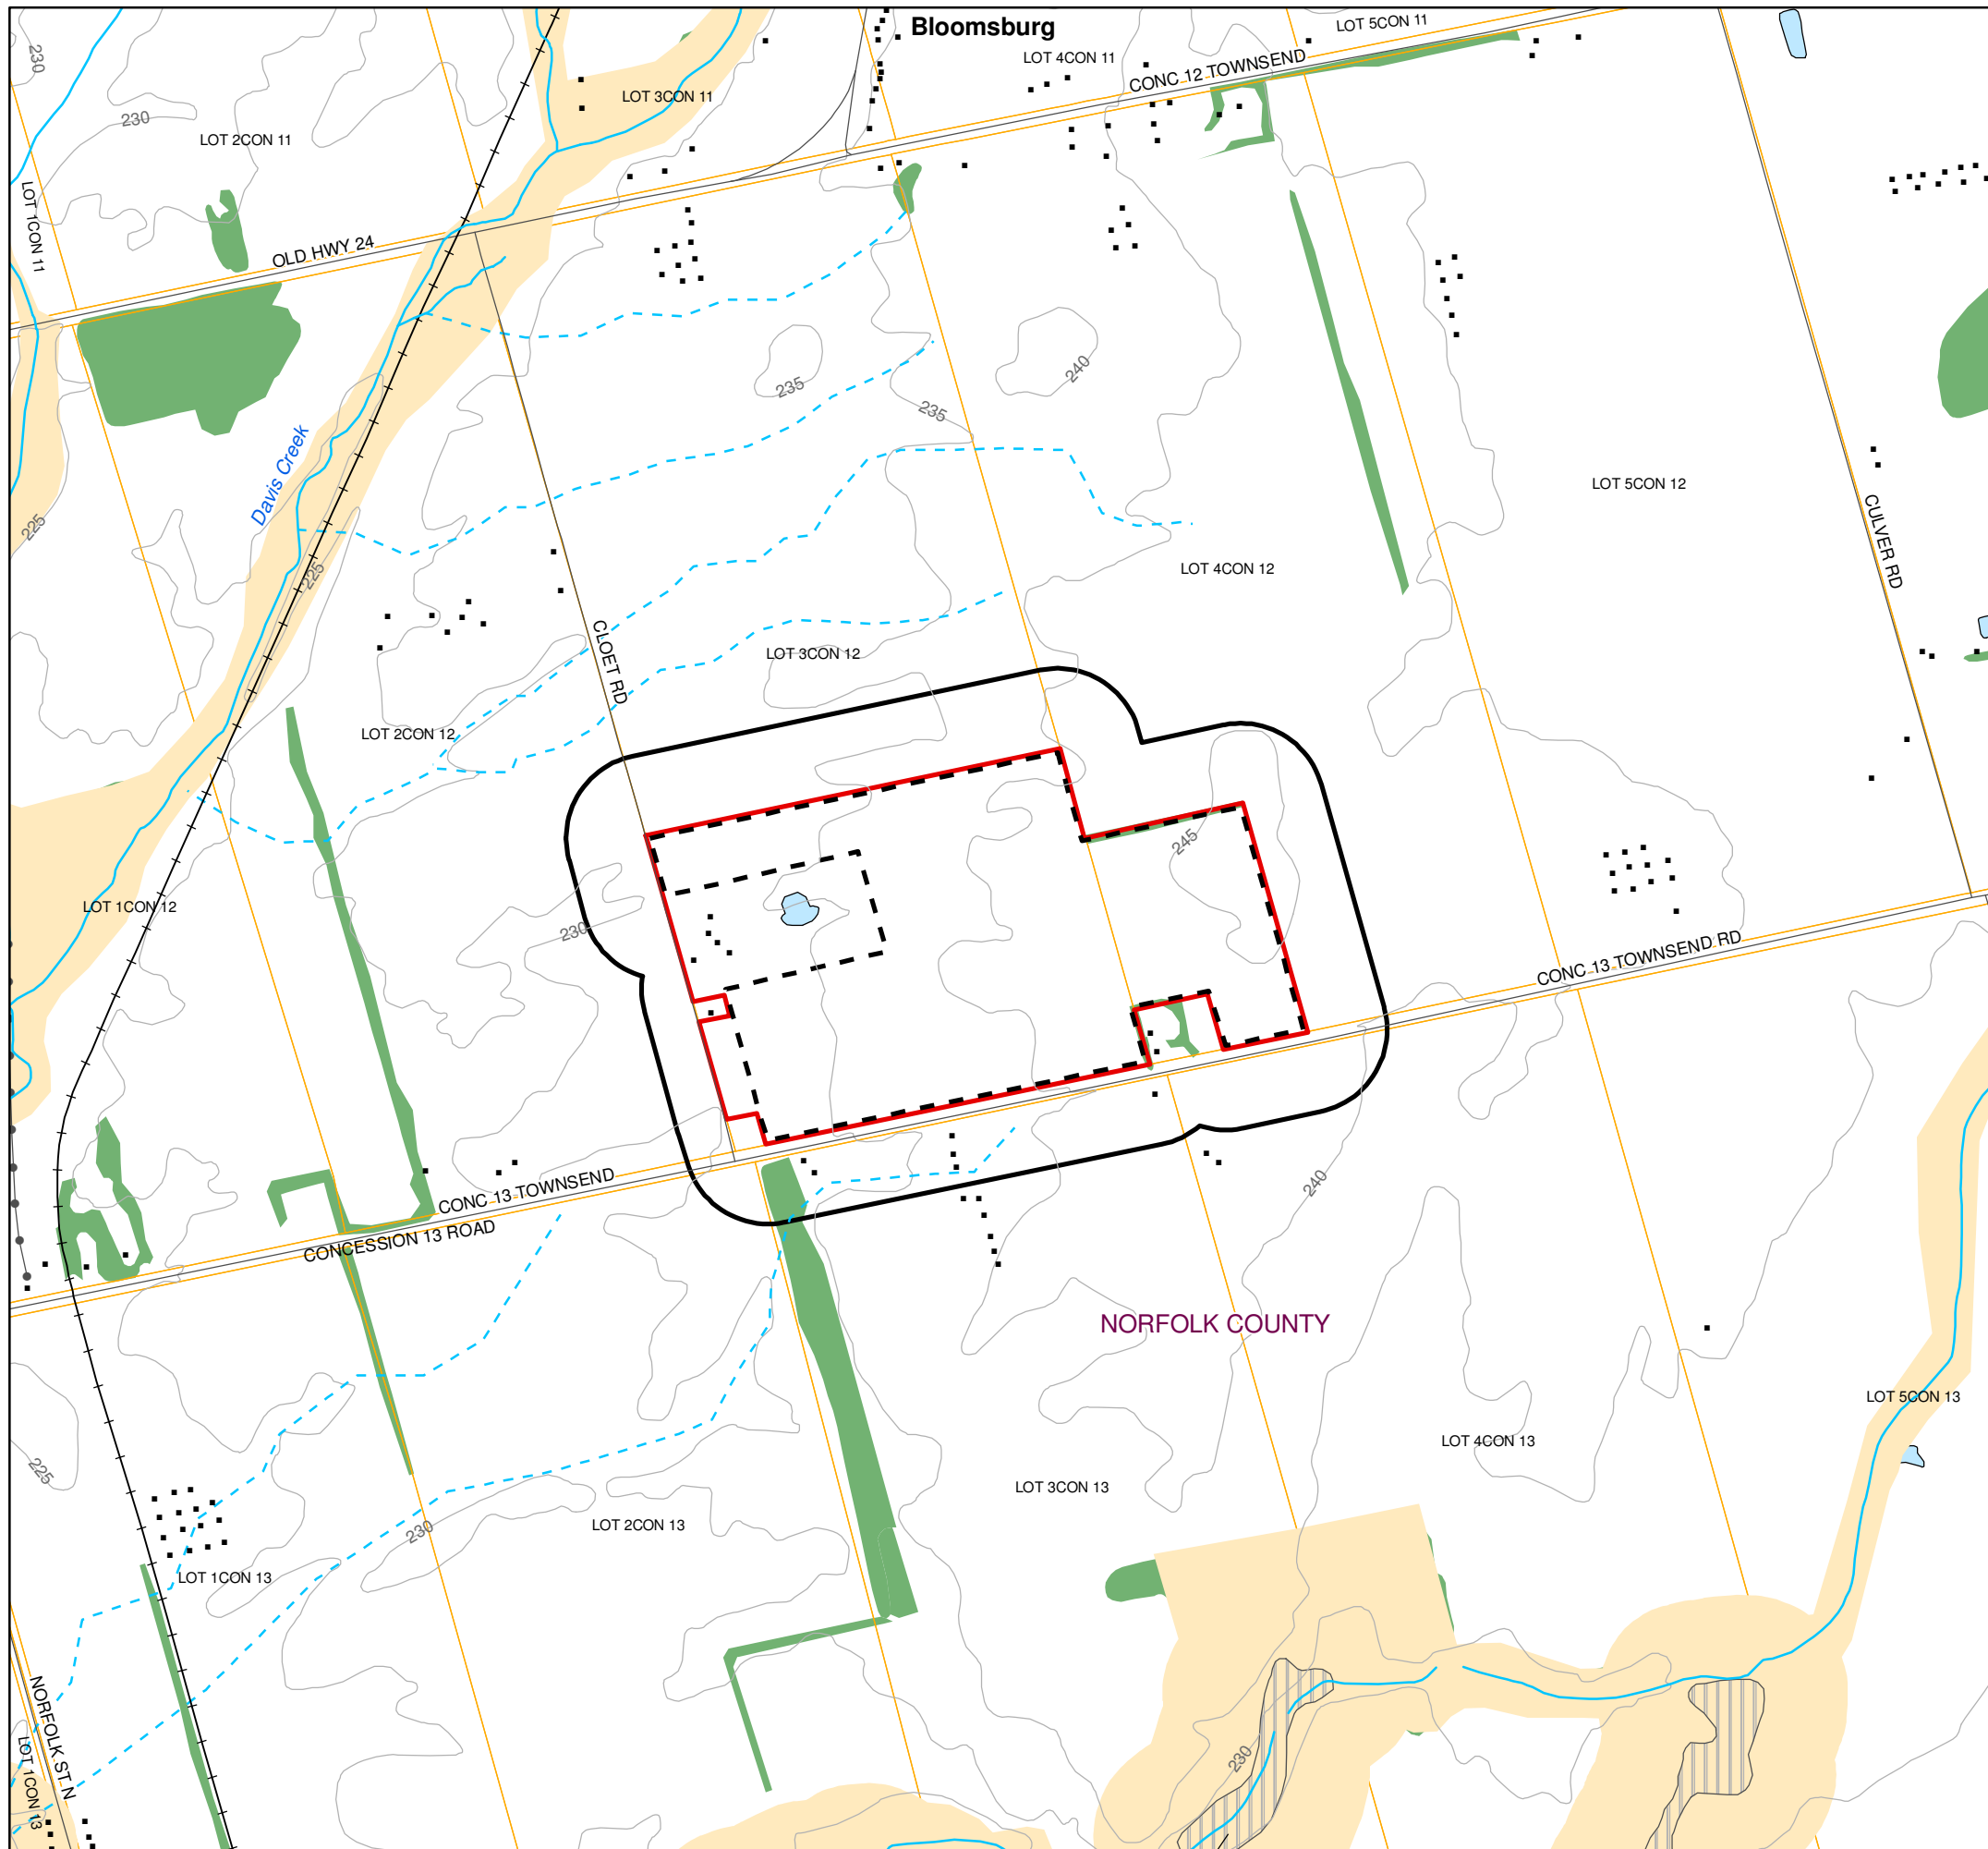 Bloomsburg
LOT 5CON 11
230
LOT 4CON 11
CONC 12 TOWNSEND
LOT 3CON 11
230
LOT 2CON 11
LOT 1CON 11
OLD HWY 24
240
235
235
Davis Creek
LOT 5CON 12
225
CULVER RD
225
LOT 4CON 12
CLOET RD
LOT 3CON 12
LOT 2CON 12
245
LOT 1CON 12
230
CONC 13 TOWNSEND RD
CONC 13 TOWNSEND
240
CONCESSION 13 ROAD
NORFOLK COUNTY
LOT 5CON 13
LOT 4CON 13
225
LOT 3CON 13
230
LOT 2CON 13
LOT 1CON 13
NORFOLK ST N
230
LOT 1CON 13